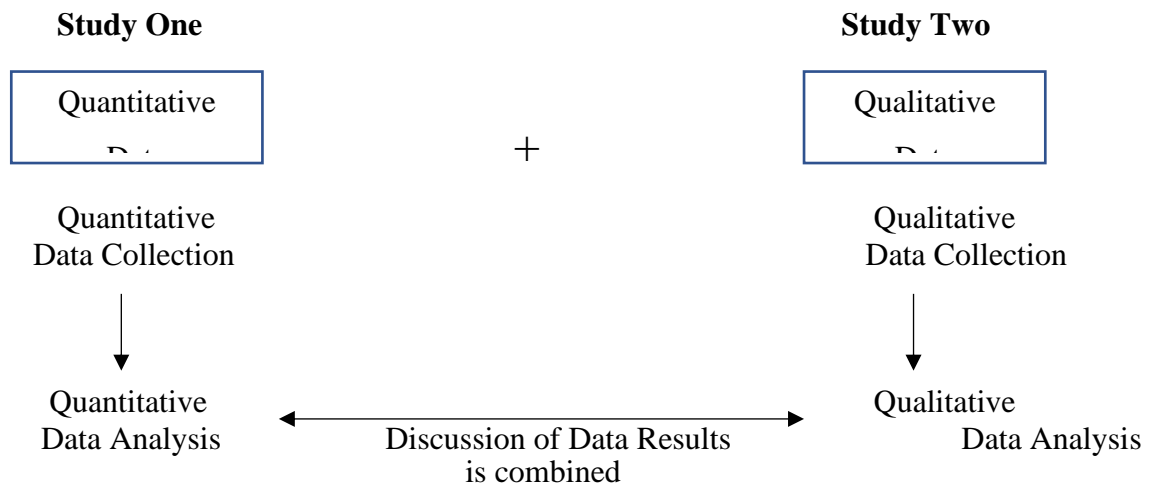 Study One
Study Two
Quantitative
+
Qualitative
Quantitative
Data Collection
Qualitative
Data Collection
Quantitative
Data Analysis
Discussion of Data Results
is combined
Qualitative
Data Analysis